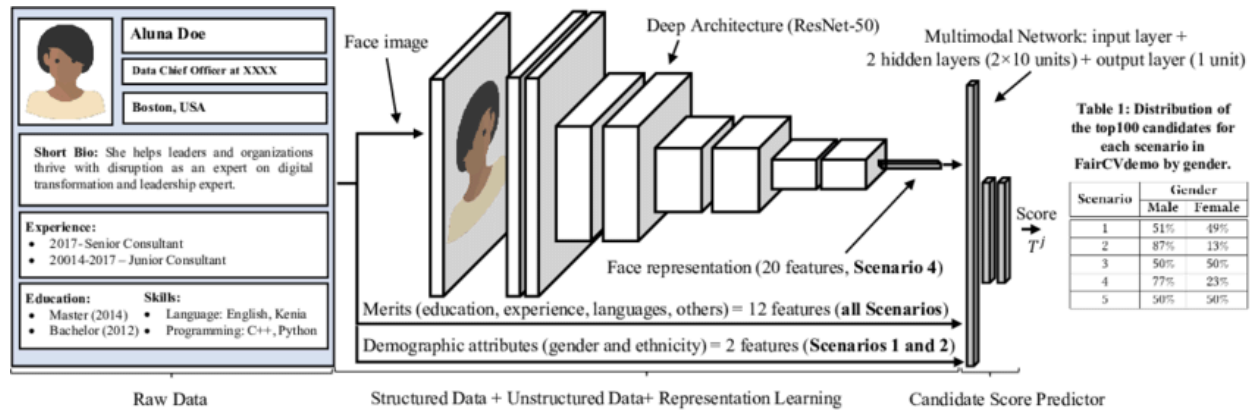 Aluna Doe
Data Chief Officer at XXXX
Boston, USA
Short Bio: She helps leaders and organizations
thrive with disruption as an expert on digital
transformation and leadership expert.
Experience:
• 2017- Senior Consultant
• 20014-2017 – Junior Consultant
Education:
• Master (2014)
• Bachelor (2012)
Skills:
• Language: English, Kenia
• Programming: C++, Python
Raw Data
Face image
Deep Architecture (ResNet-50)
Face representation (20 features, Scenario 4)
Merits (education, experience, languages, others) = 12 features (all Scenarios)
Demographic attributes (gender and ethnicity) = 2 features (Scenarios 1 and 2)
Structured Data + Unstructured Data+ Representation Learning
Multimodal Network: input layer +
2 hidden layers (2×10 units) + output layer (1 unit)
Score
T^j
Candidate Score Predictor
Table 1: Distribution of
the top100 candidates for
each scenario in
FairCVdemo by gender.
Scenario Gender
Male Female
1 51% 49%
2 87% 13%
3 50% 50%
4 77% 23%
5 50% 50%